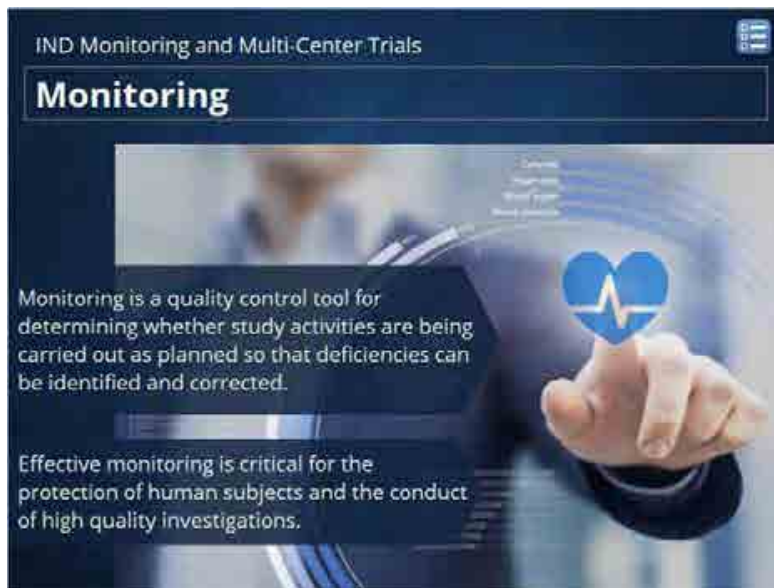 IND Monitoring and Multi-Center Trials
Monitoring
Monitoring is a quality control tool for
determining whether study activities are being
carried out as planned so that deficiencies can
be identified and corrected.
Effective monitoring is critical for the
protection of human subjects and the conduct
of high quality investigations.